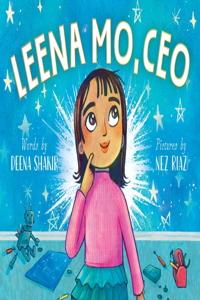 LEENA MO, CEO
Words by
DEENA SHAKIR
Pictures by
NEZ RIAZ